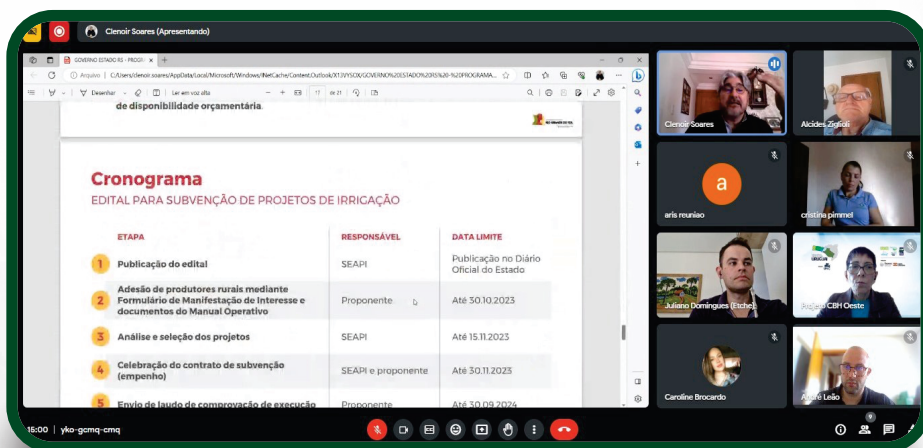 Clenoir Soares (Apresentando)
GOVERNO ESTADO RS - PROG
Arquivo | C:/Users/clenoir.soares/AppData/Local/Microsoft/Windows/INetCache/Content.Outlook/X13VYSOX/GOVERNO%20ESTADO%20RS%20-%20PROGRAMA...
Desenhar
Ler em voz alta
11 de 21
de disponibilidade orçamentária.
Cronograma
EDITAL PARA SUBVENÇÃO DE PROJETOS DE IRRIGAÇÃO
ETAPA RESPONSÁVEL DATA LIMITE
1 Publicação do edital SEAPI Publicação no Diário
Oficial do Estado
2 Adesão de produtores rurais mediante
Formulário de Manifestação de Interesse e
documentos do Manual Operativo Proponente Até 30.10.2023
3 Análise e seleção dos projetos SEAPI Até 15.11.2023
4 Celebração do contrato de subvenção
(empenho) SEAPI e proponente Até 30.11.2023
5 Envio de laudo de comprovação de execução Proponente Até 30.09.2024
Clenoir Soares
Alcides Ziglioli
a
aris reuniao
cristina pimmel
Juliano Domingues (Etche)
Projeto CBH Oeste
Caroline Brocardo
André Leão
15:00 | yko-gcmq-cmq
9